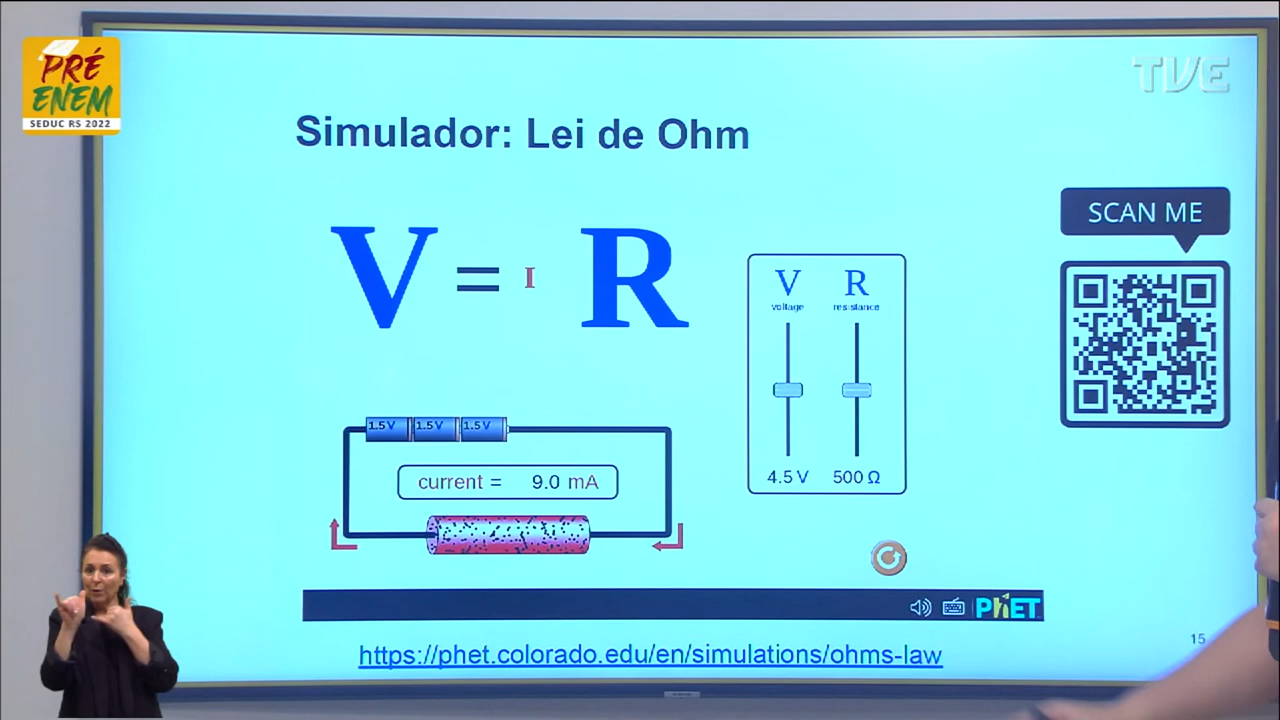 PRÉ
ENEM
SEDUC RS 2022
TVE
Simulador: Lei de Ohm
SCAN ME
V = I R
V R
voltage resistance
1.5 V 1.5 V 1.5 V
current = 9.0 mA
4.5 V 500 Ω
PhET
https://phet.colorado.edu/en/simulations/ohms-law
15